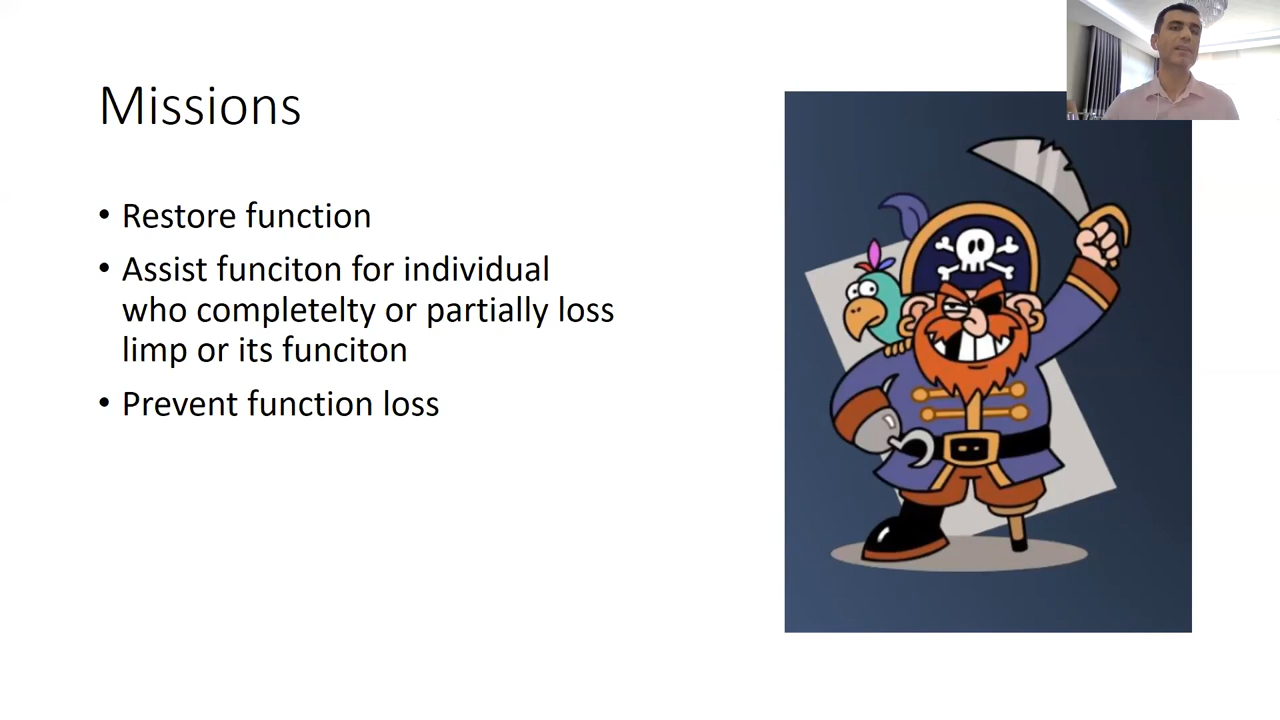 Missions
• Restore function
• Assist funciton for individual
who completelty or partially loss
limp or its funciton
• Prevent function loss